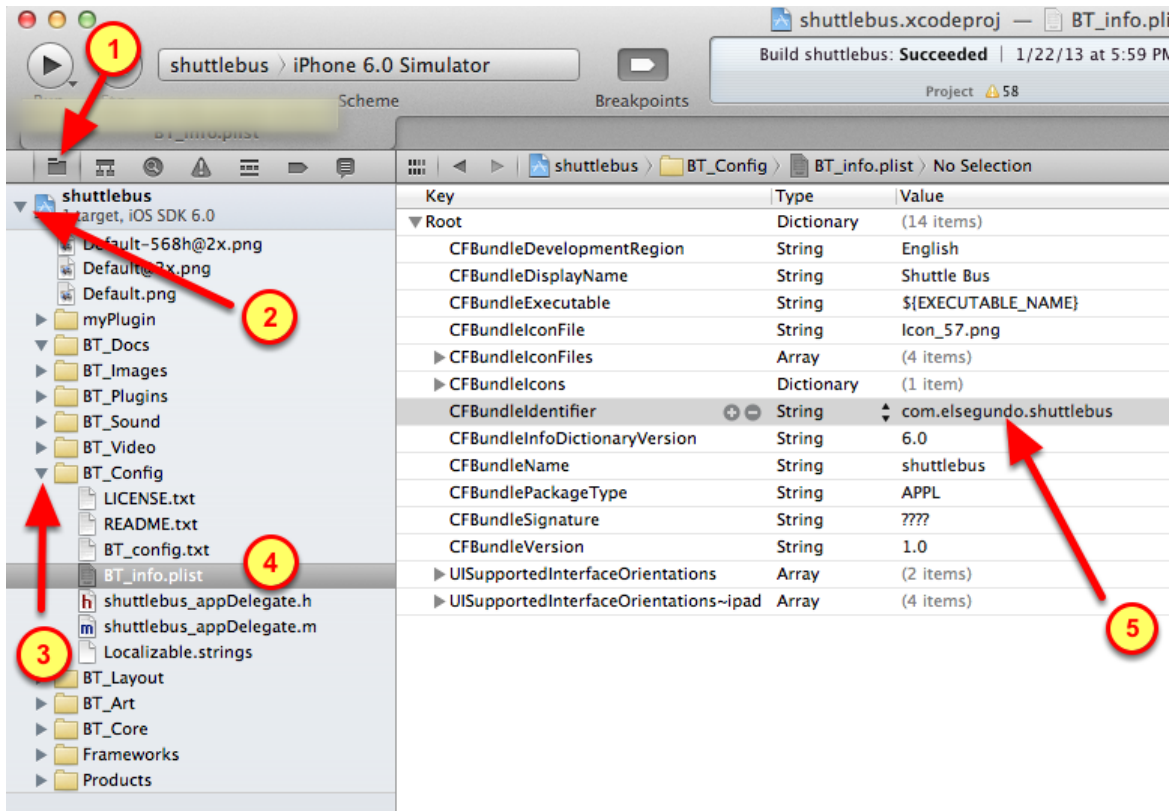 shuttlebus.xcodeproj — BT_info.pli
1
shuttlebus 〉 iPhone 6.0 Simulator
Build shuttlebus: Succeeded | 1/22/13 at 5:59 PM
Project 58
Scheme
Breakpoints
BT_info.plist
shuttlebus 〉 BT_Config 〉 BT_info.plist 〉 No Selection
shuttlebus
1 target, iOS SDK 6.0
Default-568h@2x.png
Default@2x.png
Default.png
2
myPlugin
BT_Docs
BT_Images
BT_Plugins
BT_Sound
BT_Video
BT_Config
LICENSE.txt
README.txt
BT_config.txt
4
BT_info.plist
shuttlebus_appDelegate.h
shuttlebus_appDelegate.m
3
Localizable.strings
BT_Layout
BT_Art
BT_Core
Frameworks
Products
Key Type Value
Root Dictionary (14 items)
CFBundleDevelopmentRegion String English
CFBundleDisplayName String Shuttle Bus
CFBundleExecutable String ${EXECUTABLE_NAME}
CFBundleIconFile String Icon_57.png
CFBundleIconFiles Array (4 items)
CFBundleIcons Dictionary (1 item)
CFBundleIdentifier String com.elsegundo.shuttlebus
CFBundleInfoDictionaryVersion String 6.0
CFBundleName String shuttlebus
CFBundlePackageType String APPL
CFBundleSignature String ????
CFBundleVersion String 1.0
UISupportedInterfaceOrientations Array (2 items)
UISupportedInterfaceOrientations~ipad Array (4 items)
5